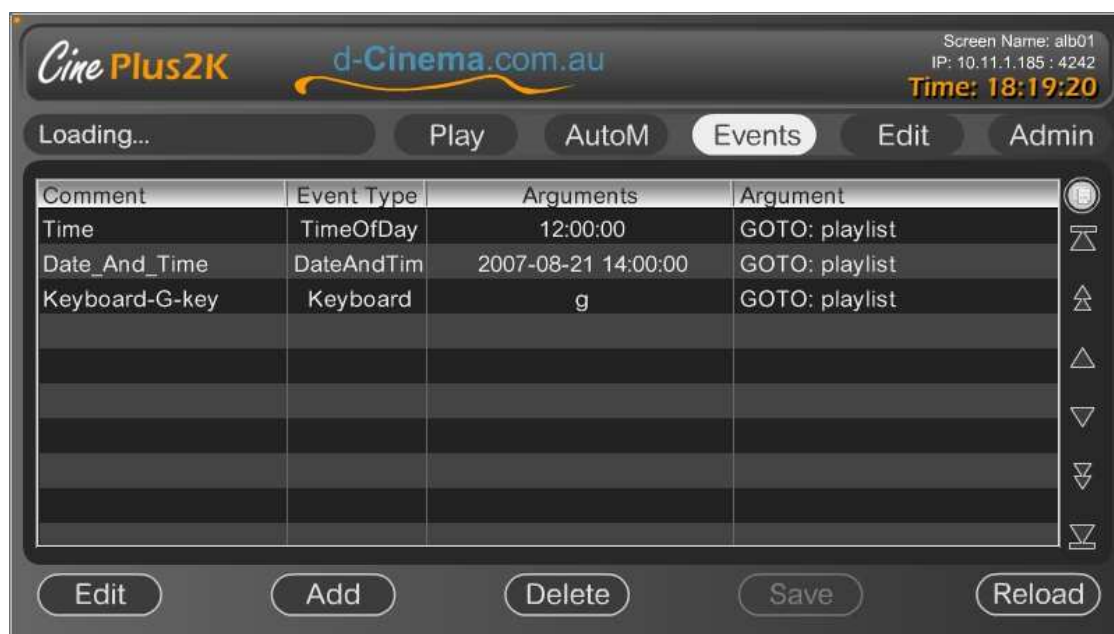 Cine Plus2K
d-Cinema.com.au
Screen Name: alb01
IP: 10.11.1.185 : 4242
Time: 18:19:20
Loading... Play AutoM Events Edit Admin
Comment Event Type Arguments Argument
Time TimeOfDay 12:00:00 GOTO: playlist
Date_And_Time DateAndTim 2007-08-21 14:00:00 GOTO: playlist
Keyboard-G-key Keyboard g GOTO: playlist
Edit Add Delete Save Reload